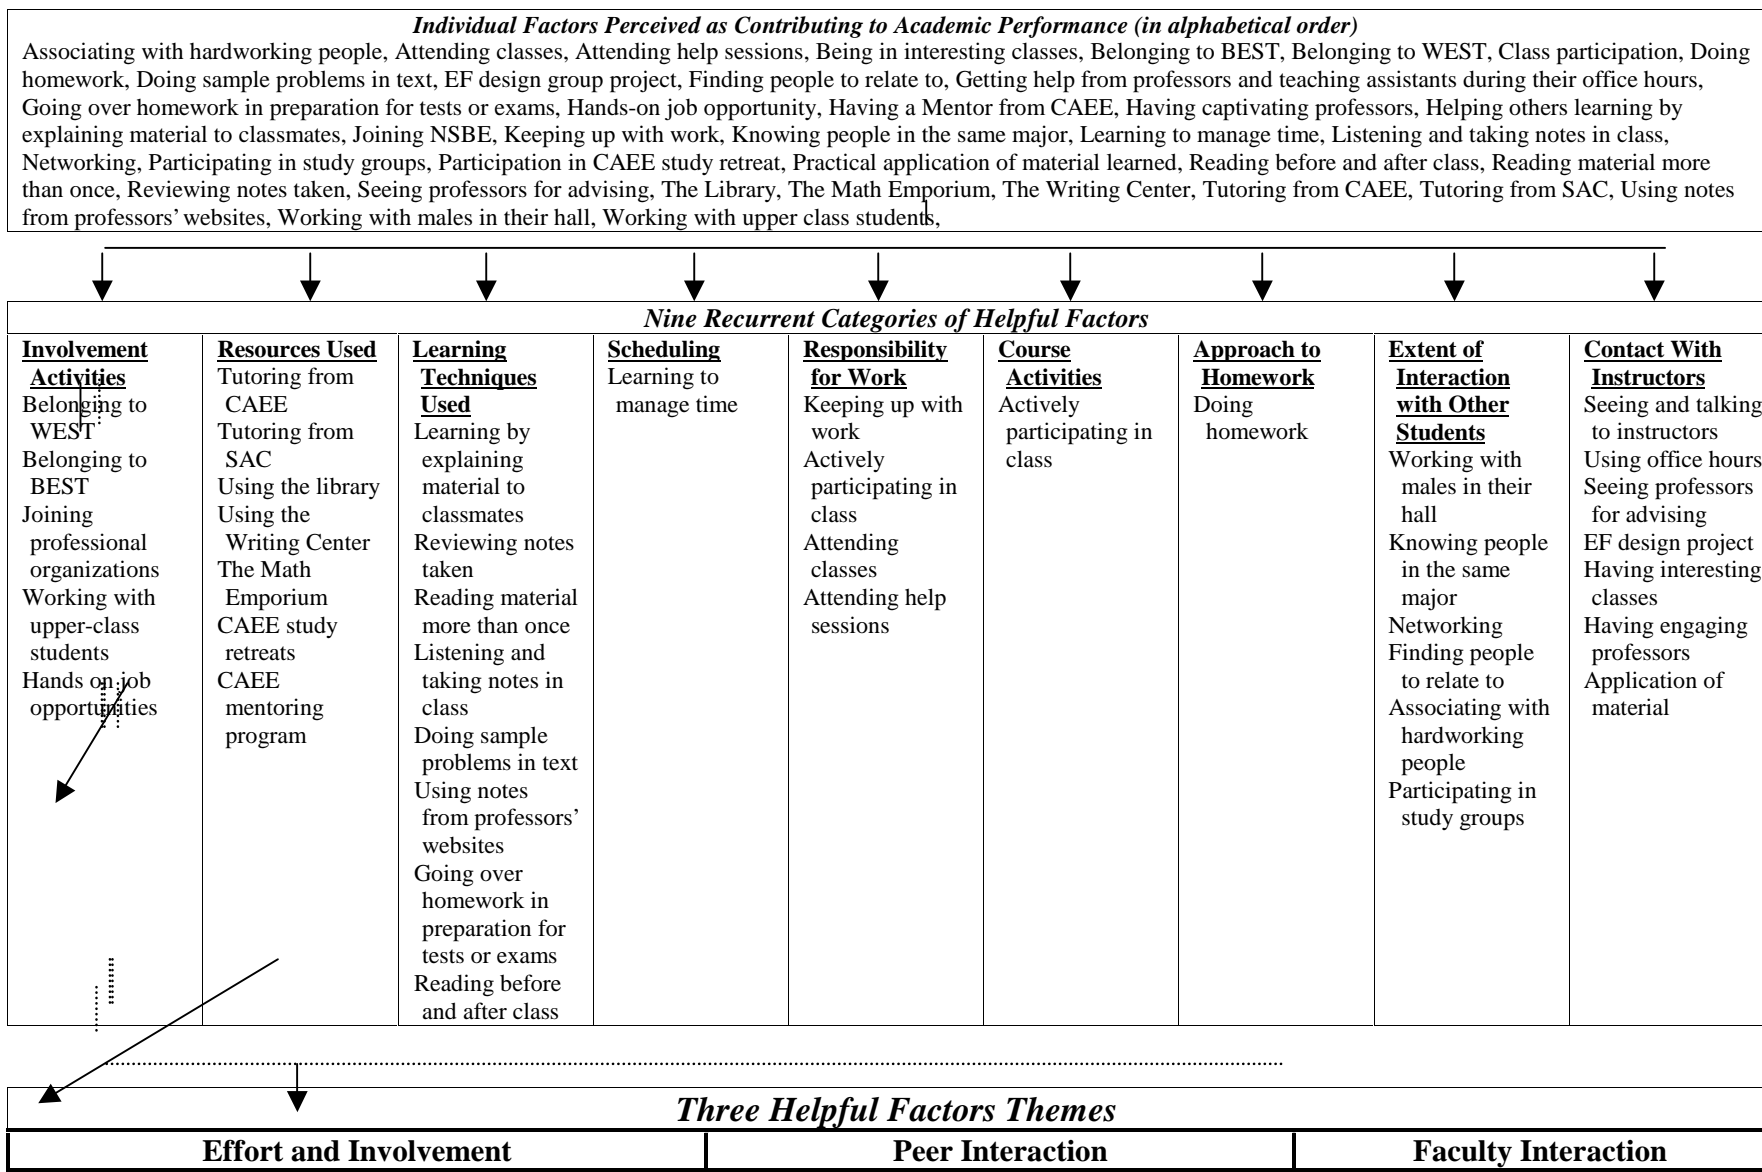 Individual Factors Perceived as Contributing to Academic Performance (in alphabetical order)
Associating with hardworking people, Attending classes, Attending help sessions, Being in interesting classes, Belonging to BEST, Belonging to WEST, Class participation, Doing
homework, Doing sample problems in text, EF design group project, Finding people to relate to, Getting help from professors and teaching assistants during their office hours,
Going over homework in preparation for tests or exams, Hands-on job opportunity, Having a Mentor from CAEE, Having captivating professors, Helping others learning by
explaining material to classmates, Joining NSBE, Keeping up with work, Knowing people in the same major, Learning to manage time, Listening and taking notes in class,
Networking, Participating in study groups, Participation in CAEE study retreat, Practical application of material learned, Reading before and after class, Reading material more
than once, Reviewing notes taken, Seeing professors for advising, The Library, The Math Emporium, The Writing Center, Tutoring from CAEE, Tutoring from SAC, Using notes
from professors’ websites, Working with males in their hall, Working with upper class students,
Nine Recurrent Categories of Helpful Factors
Involvement
Activities
Belonging to
WEST
Belonging to
BEST
Joining
professional
organizations
Working with
upper-class
students
Hands on job
opportunities
Resources Used
Tutoring from
CAEE
Tutoring from
SAC
Using the library
Using the
Writing Center
The Math
Emporium
CAEE study
retreats
CAEE
mentoring
program
Learning
Techniques
Used
Learning by
explaining
material to
classmates
Reviewing notes
taken
Reading material
more than once
Listening and
taking notes in
class
Doing sample
problems in text
Using notes
from professors’
websites
Going over
homework in
preparation for
tests or exams
Reading before
and after class
Scheduling
Learning to
manage time
Responsibility
for Work
Keeping up with
work
Actively
participating in
class
Attending
classes
Attending help
sessions
Course
Activities
Actively
participating in
class
Approach to
Homework
Doing
homework
Extent of
Interaction
with Other
Students
Working with
males in their
hall
Knowing people
in the same
major
Networking
Finding people
to relate to
Associating with
hardworking
people
Participating in
study groups
Contact With
Instructors
Seeing and talking
to instructors
Using office hours
Seeing professors
for advising
EF design project
Having interesting
classes
Having engaging
professors
Application of
material
Three Helpful Factors Themes
Effort and Involvement
Peer Interaction
Faculty Interaction